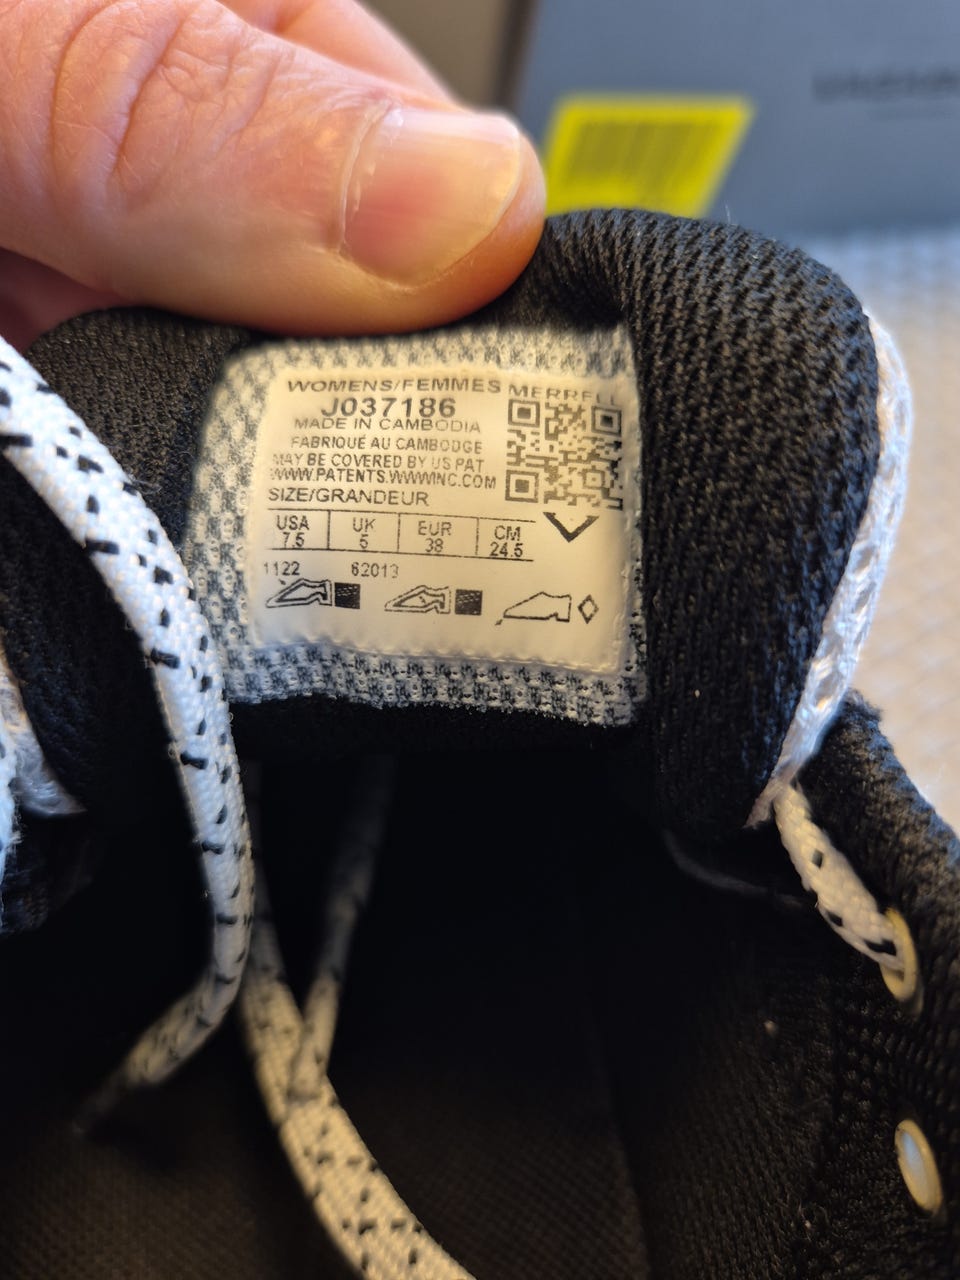 WOMENS/FEMMES MERRELL
J037186
MADE IN CAMBODIA
FABRIQUÉ AU CAMBODGE
MAY BE COVERED BY US PAT
WWW.PATENTS.WWWINC.COM
SIZE/GRANDEUR
USA UK EUR CM
7.5 5 38 24.5
1122 62013